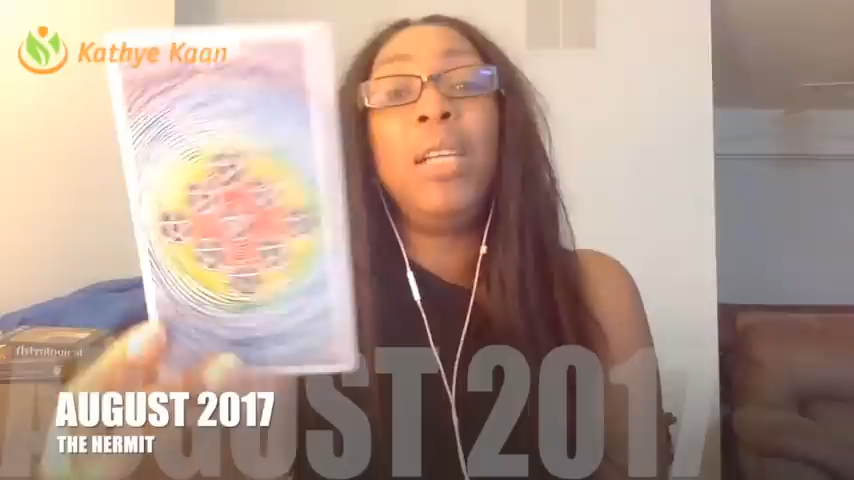 Kathye Kaan
Astrological
AUGUST 2017
AUGUST 2017
THE HERMIT